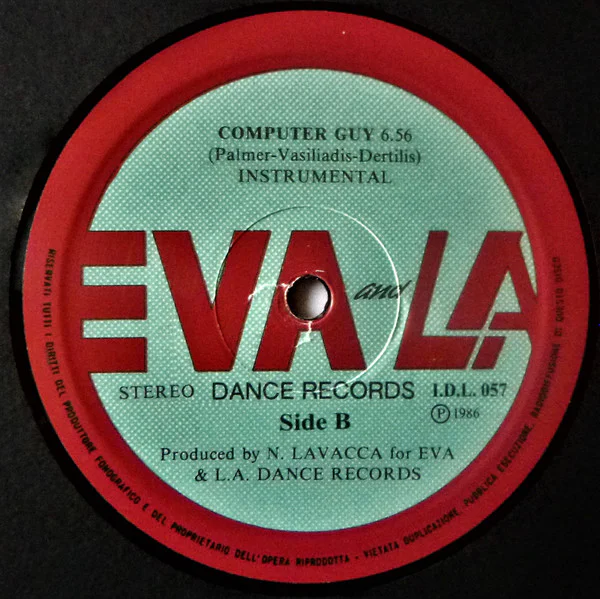 COMPUTER GUY 6.56
(Palmer-Vasiliadis-Dertilis)
INSTRUMENTAL
EVA and LA
STEREO DANCE RECORDS I.D.L. 057
Side B Ⓟ 1986
Produced by N. LAVACCA for EVA
& L.A. DANCE RECORDS
RISERVATI TUTTI I DIRITTI DEL PRODUTTORE FONOGRAFICO E DEL PROPRIETARIO DELL'OPERA RIPRODOTTA - VIETATA DUPLICAZIONE, PUBBLICA ESECUZIONE, RADIODIFFUSIONE DI QUESTO DISCO